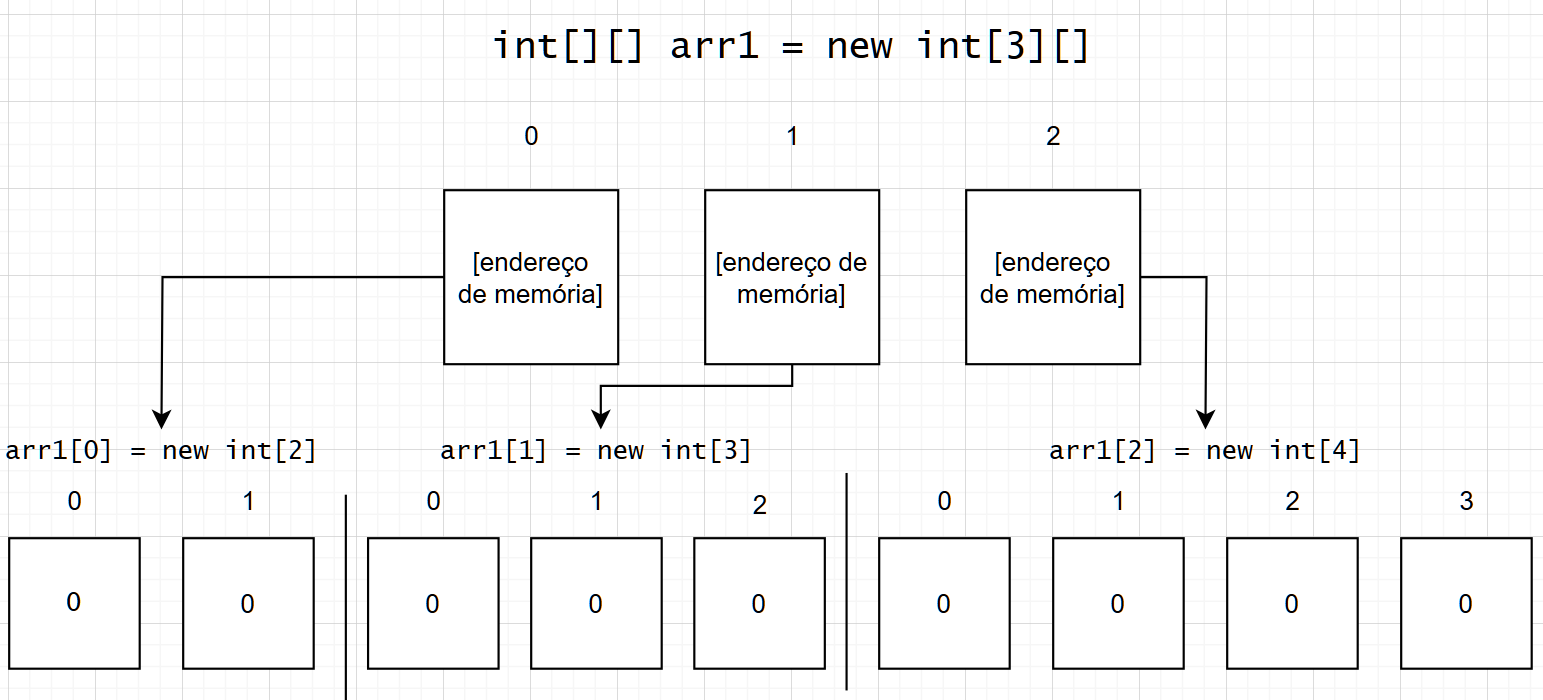 int[][] arr1 = new int[3][]
0 1 2
[endereço
de memória]
[endereço de
memória]
[endereço
de memória]
arr1[0] = new int[2]
arr1[1] = new int[3]
arr1[2] = new int[4]
0 1
0 1 2
0 1 2 3
0 0
0 0 0
0 0 0 0